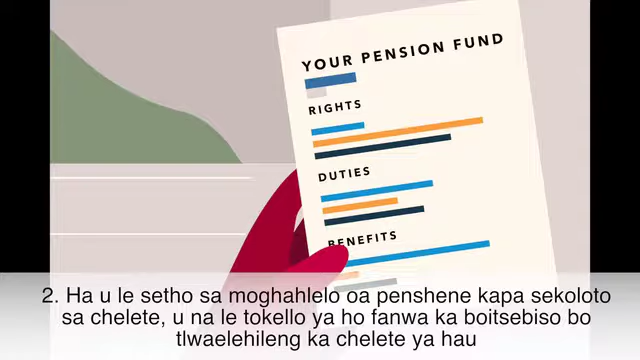 YOUR PENSION FUND
RIGHTS
DUTIES
BENEFITS
2. Ha u le setho sa moghahlelo oa penshene kapa sekoloto
sa chelete, u na le tokello ya ho fanwa ka boitsebiso bo
tlwaelehileng ka chelete ya hau